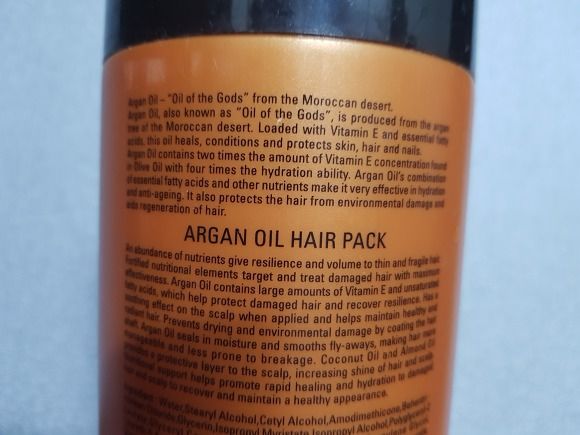 Argan Oil – "Oil of the Gods" from the Moroccan desert.
Argan Oil, also known as "Oil of the Gods", is produced from the argan
tree of the Moroccan desert. Loaded with Vitamin E and essential fatty
acids, this oil heals, conditions and protects skin, hair and nails.
Argan Oil contains two times the amount of Vitamin E concentration found
in Olive Oil with four times the hydration ability. Argan Oil's combination
of essential fatty acids and other nutrients make it very effective in hydration
and anti-ageing. It also protects the hair from environmental damage and
aids regeneration of hair.
ARGAN OIL HAIR PACK
An abundance of nutrients give resilience and volume to thin and fragile hair.
Fortified nutritional elements target and treat damaged hair with maximum
effectiveness. Argan Oil contains large amounts of Vitamin E and unsaturated
fatty acids, which help protect damaged hair and recover resilience. Has a
soothing effect on the scalp when applied and helps maintain healthy and
radiant hair. Prevents drying and environmental damage by coating the hair
shaft. Argan Oil seals in moisture and smooths fly-aways, making hair more
manageable and less prone to breakage. Coconut Oil and Almond Oil
provides a protective layer to the scalp, increasing shine of hair and scalp.
support helps promote rapid healing and hydration to damaged
hair and scalp to recover and maintain a healthy appearance.
Water, Stearyl Alcohol, Cetyl Alcohol, Amodimethicone,
Chloride, Glycerin, Isopropyl Myristate, Isopropyl Alcohol,
Glyceryl